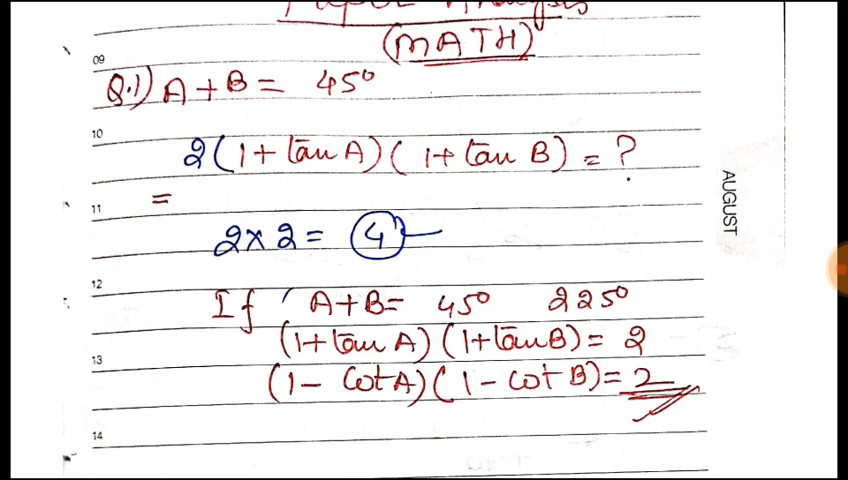 (MATH)
09
Q.1) A + B = 45°
10
2(1 + tan A)(1 + tan B) = ?
=
11
2 × 2 = 4
12
If A + B = 45° 225°
(1 + tan A)(1 + tan B) = 2
13
(1 - Cot A)(1 - Cot B) = 2
14
AUGUST